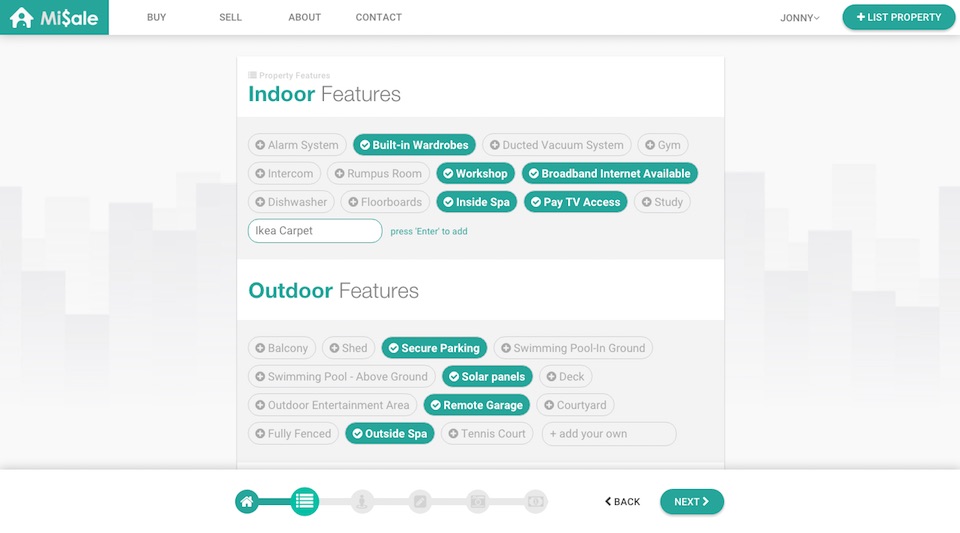 Mi$ale BUY SELL ABOUT CONTACT JONNY LIST PROPERTY
Property Features
Indoor Features
Alarm System Built-in Wardrobes Ducted Vacuum System Gym
Intercom Rumpus Room Workshop Broadband Internet Available
Dishwasher Floorboards Inside Spa Pay TV Access Study
Ikea Carpet press 'Enter' to add
Outdoor Features
Balcony Shed Secure Parking Swimming Pool-In Ground
Swimming Pool - Above Ground Solar panels Deck
Outdoor Entertainment Area Remote Garage Courtyard
Fully Fenced Outside Spa Tennis Court + add your own
BACK NEXT